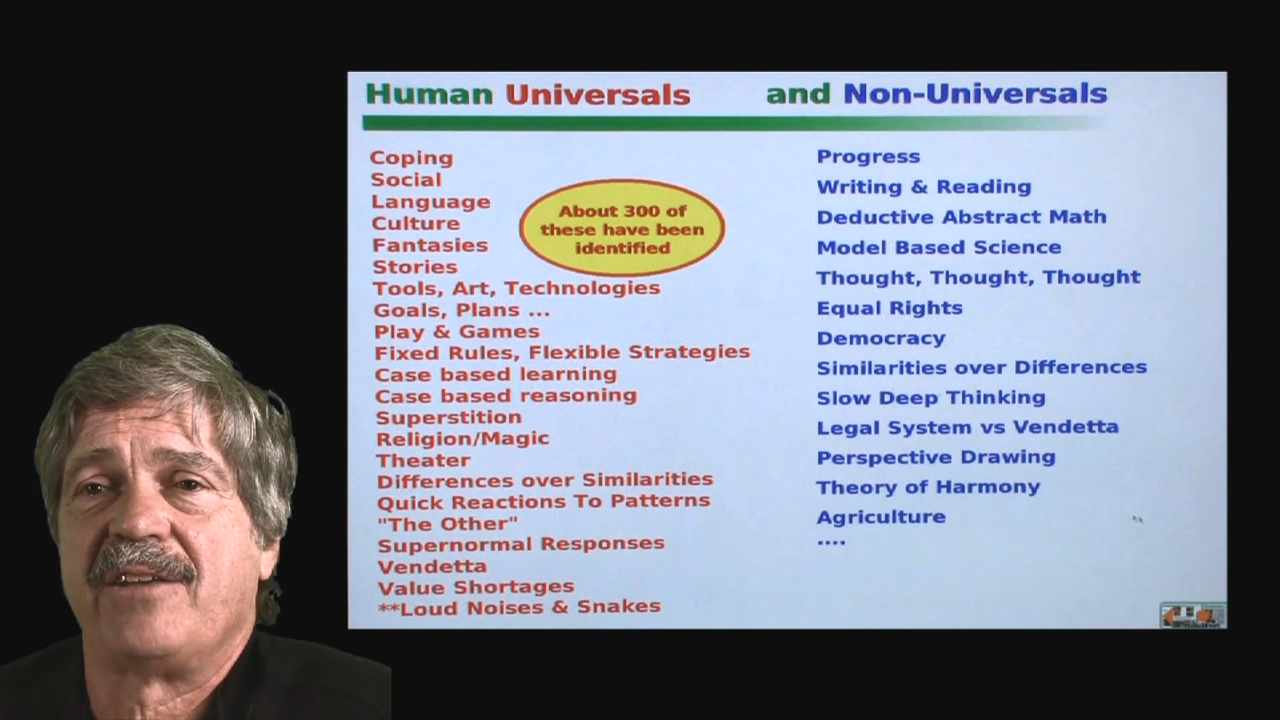 Human Universals and Non-Universals
Coping
Social
Language
Culture
Fantasies
Stories
Tools, Art, Technologies
Goals, Plans ...
Play & Games
Fixed Rules, Flexible Strategies
Case based learning
Case based reasoning
Superstition
Religion/Magic
Theater
Differences over Similarities
Quick Reactions To Patterns
"The Other"
Supernormal Responses
Vendetta
Value Shortages
**Loud Noises & Snakes
About 300 of
these have been
identified
Progress
Writing & Reading
Deductive Abstract Math
Model Based Science
Thought, Thought, Thought
Equal Rights
Democracy
Similarities over Differences
Slow Deep Thinking
Legal System vs Vendetta
Perspective Drawing
Theory of Harmony
Agriculture
....